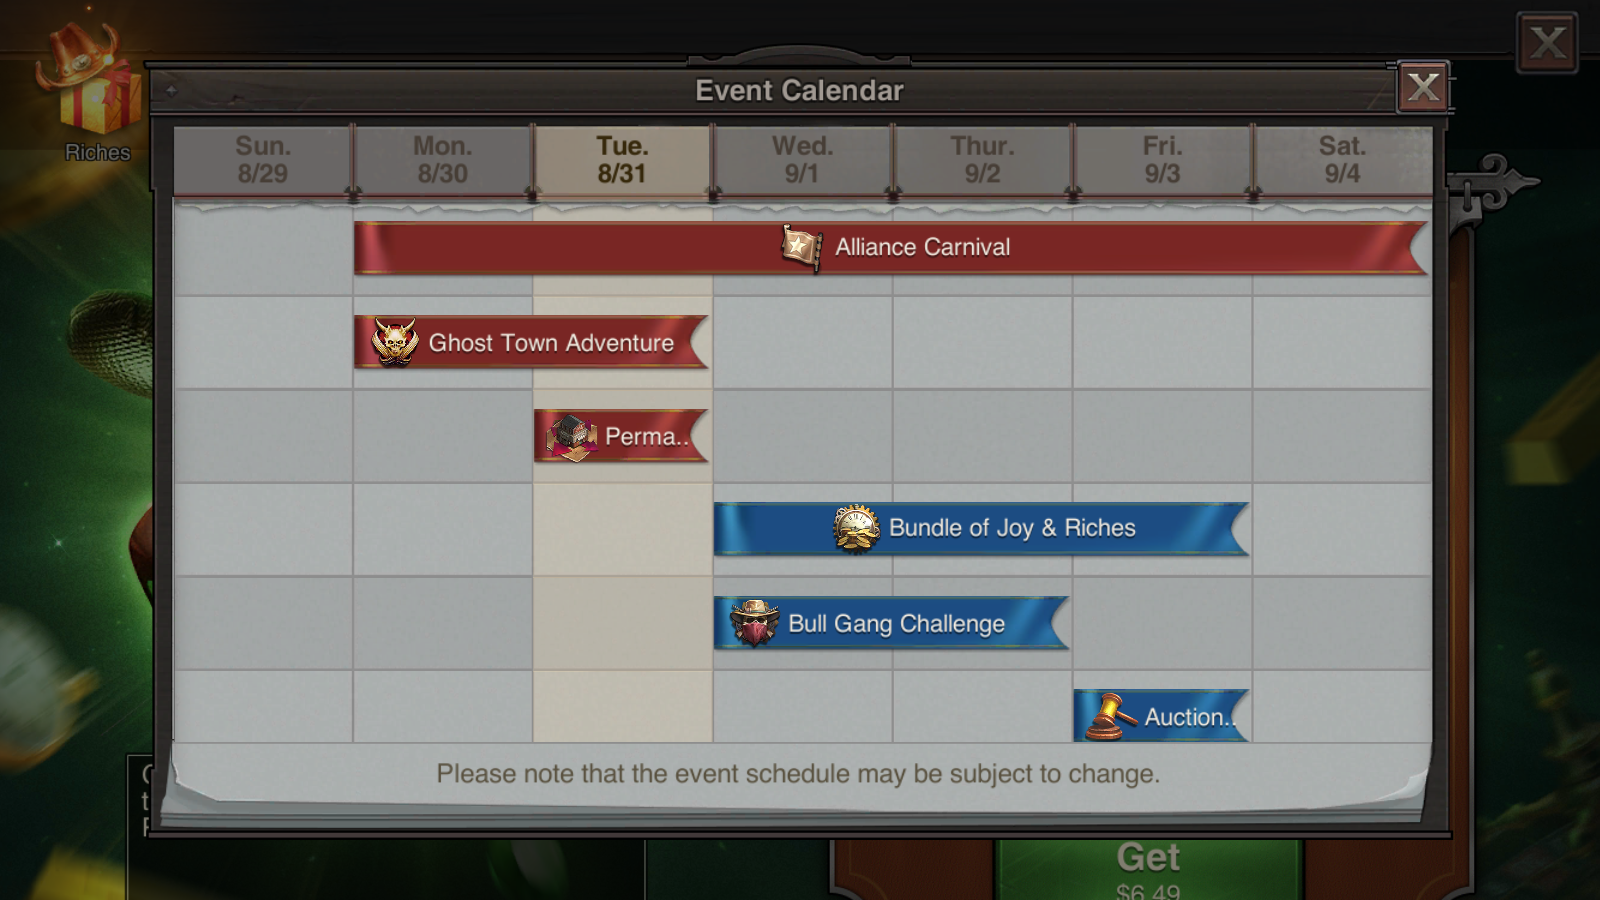 Riches
Event Calendar
Sun. Mon. Tue. Wed. Thur. Fri. Sat.
8/29 8/30 8/31 9/1 9/2 9/3 9/4
Alliance Carnival
Ghost Town Adventure
Perma..
Bundle of Joy & Riches
Bull Gang Challenge
Auction..
Please note that the event schedule may be subject to change.
Get
$6.49